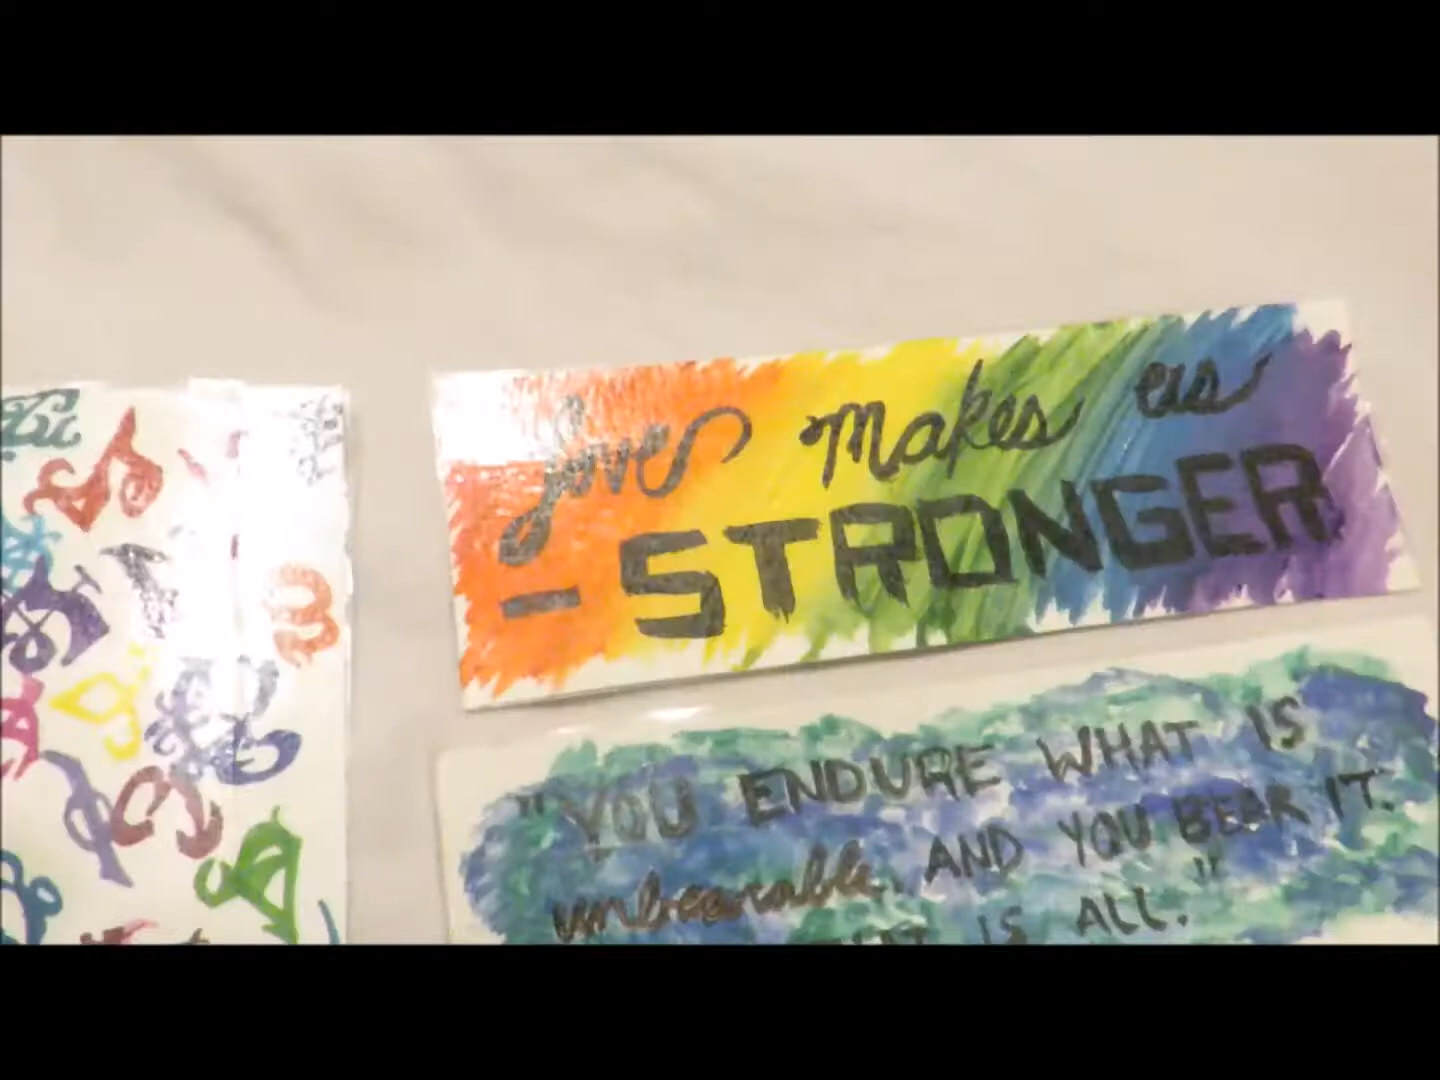 love makes us
- STRONGER
"YOU ENDURE WHAT IS
unbearable, AND YOU BEAR IT.
IS ALL."